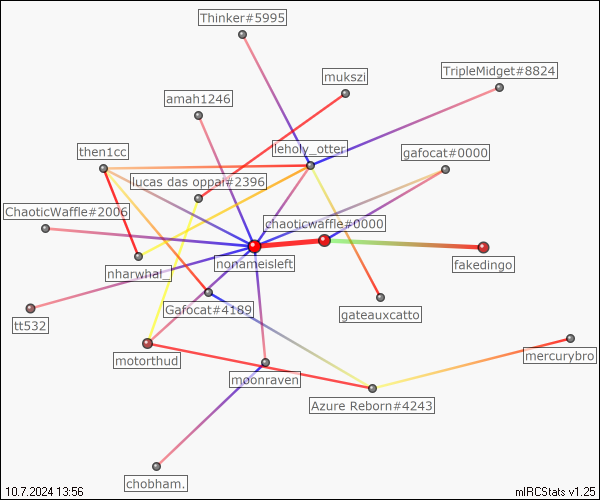 Thinker#5995
TripleMidget#8824
mukszi
amah1246
leholy_otter
then1cc
gafocat#0000
lucas das oppai#2396
ChaoticWaffle#2006
chaoticwaffle#0000
nonameisleft
fakedingo
nharwhal_
Gafocat#4189
gateauxcatto
tt532
motorthud
mercurybro
moonraven
Azure Reborn#4243
chobham.
10.7.2024 13:56
mIRCStats v1.25